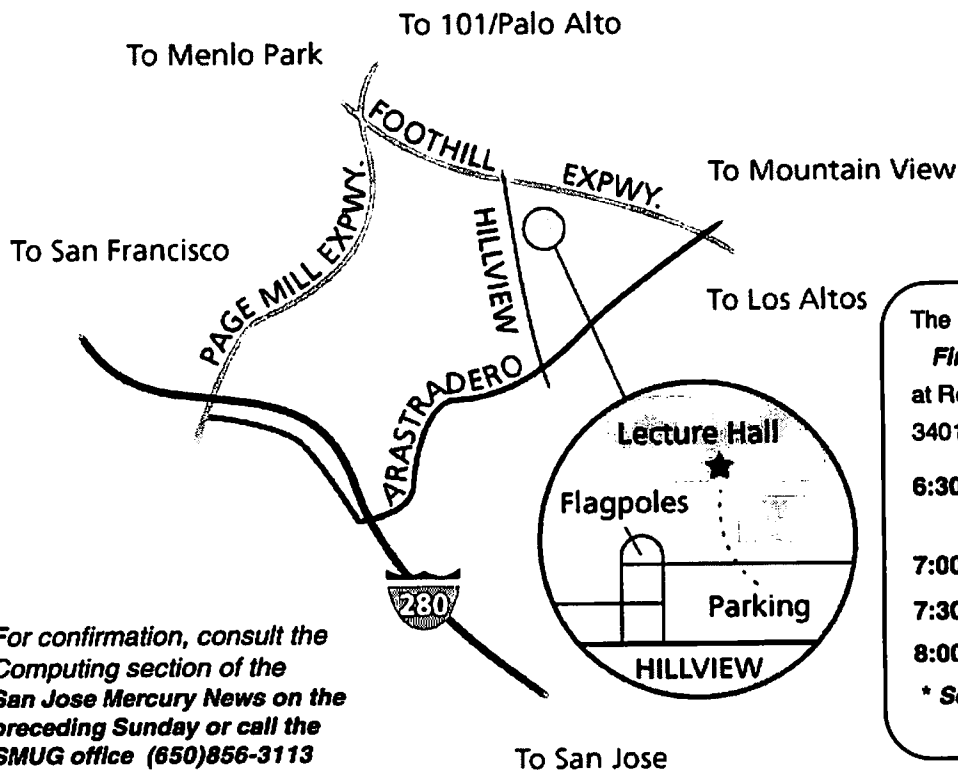 To 101/Palo Alto
To Menlo Park
FOOTHILL
EXPWY.
To Mountain View
PAGE MILL EXPWY.
HILLVIEW
To San Francisco
To Los Altos
ARASTRADERO
Lecture Hall
Flagpoles
Parking
HILLVIEW
280
The
at
3401
6:30
7:00
7:30
8:00
*
For confirmation, consult the
Computing section of the
San Jose Mercury News on the
preceding Sunday or call the
SMUG office (650)856-3113
To San Jose